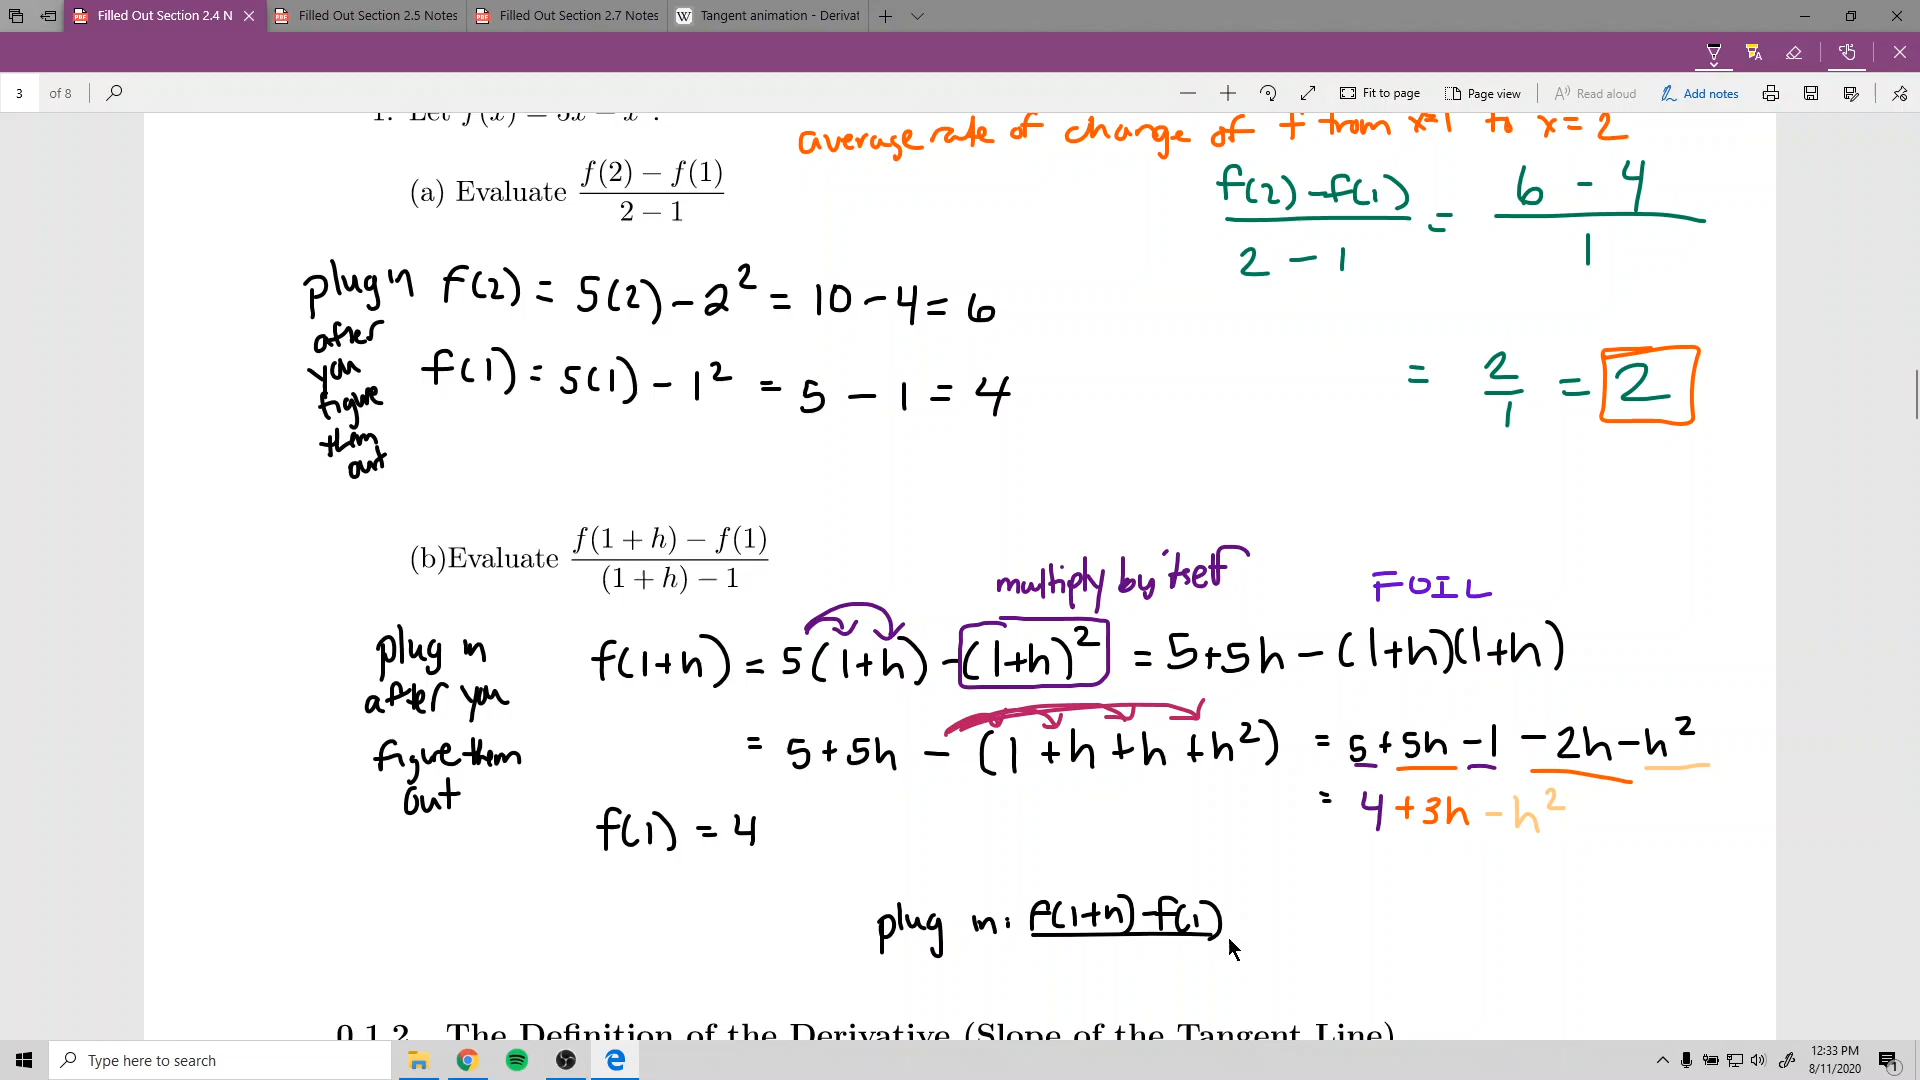 Filled Out Section 2.4 N
Filled Out Section 2.5 Notes
Filled Out Section 2.7 Notes
W Tangent animation - Derivat
3 of 8
Fit to page
Page view
Read aloud
Add notes
average rate of change of f from x=1 to x=2
(a) Evaluate \frac{f(2) − f(1)}{2 − 1}
\frac{f(2)-f(1)}{2-1} = \frac{6-4}{1}
= \frac{2}{1} = 2
plug in after you figure them out
f(2) = 5(2) - 2² = 10 - 4 = 6
f(1) = 5(1) - 1² = 5 - 1 = 4
(b)Evaluate \frac{f(1 + h) − f(1)}{(1 + h) − 1}
multiply by itself
FOIL
plug in
after you
figure them
out
f(1+h) = 5(1+h) - (1+h)² = 5+5h - (1+h)(1+h)
= 5+5h - (1+h+h+h²) = 5+5h-1-2h-h²
= 4+3h-h²
f(1) = 4
plug in: f(1+h)-f(1)
0.1.2 The Definition of the Derivative (Slope of the Tangent Line)
Type here to search
12:33 PM
8/11/2020
1